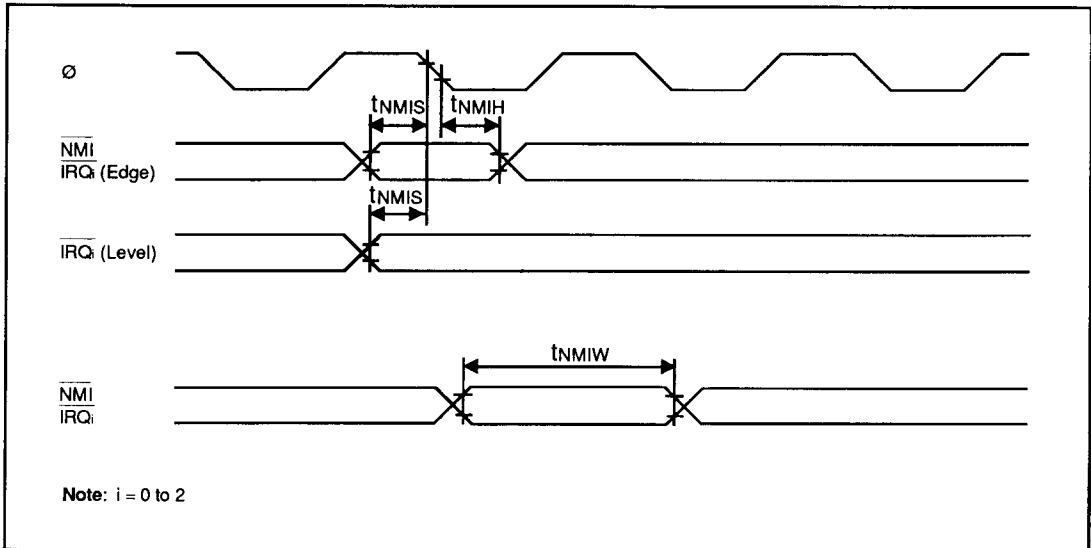 Ø
tNMIS tNMIH
NMI
IRQi (Edge)
tNMIS
IRQi (Level)
tNMIW
NMI
IRQi
Note: i = 0 to 2